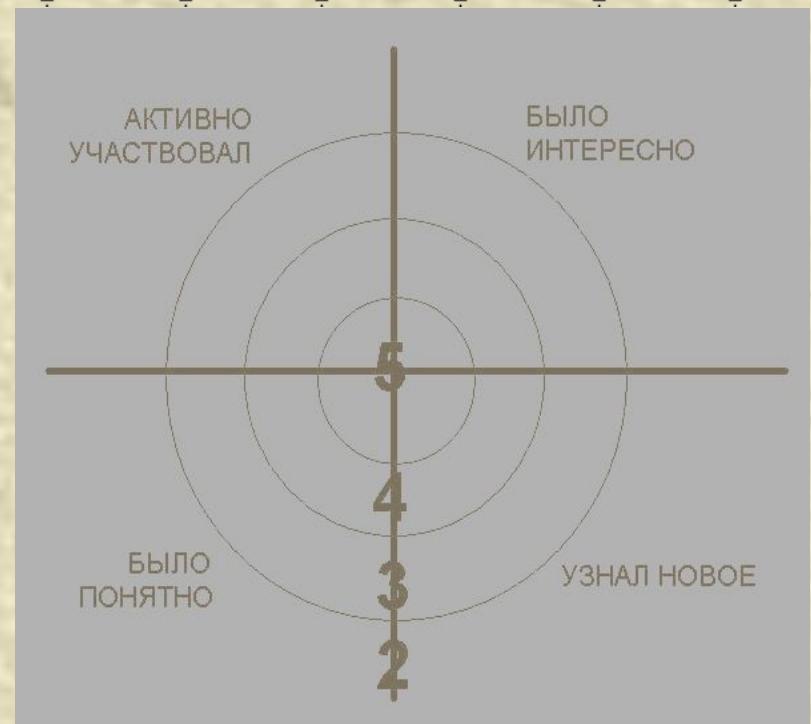 АКТИВНО
УЧАСТВОВАЛ
БЫЛО
ИНТЕРЕСНО
5
4
3
2
БЫЛО
ПОНЯТНО
УЗНАЛ НОВОЕ